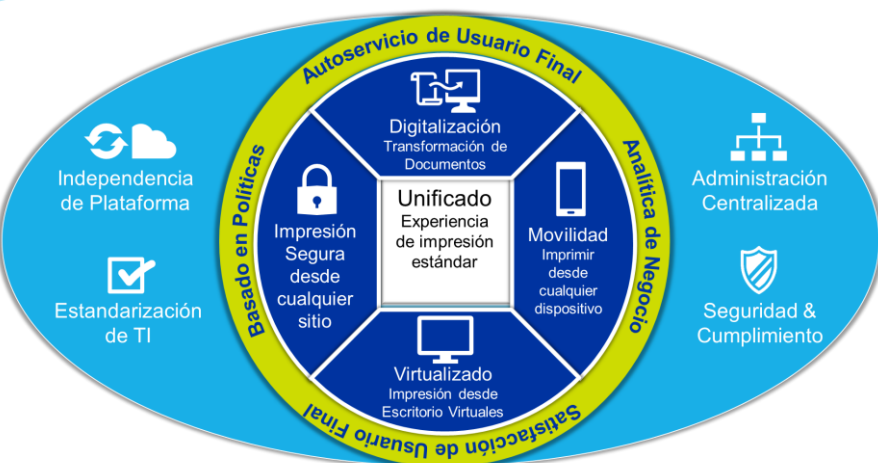 Autoservicio de Usuario Final
Digitalización
Transformación de
Documentos
Independencia
de Plataforma
Estandarización
de TI
Basado en Políticas
Impresión
Segura
desde
cualquier
sitio
Unificado
Experiencia
de impresión
estándar
Movilidad
Imprimir
desde
cualquier
dispositivo
Analítica de Negocio
Administración
Centralizada
Seguridad &
Cumplimiento
Virtualizado
Impresión desde
Escritorio Virtuales
Satisfacción de Usuario Final